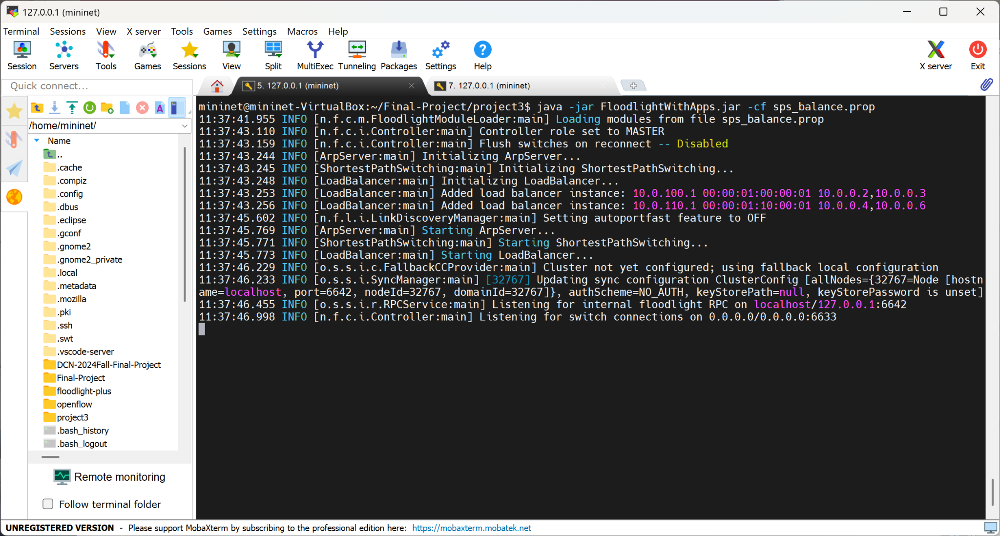 127.0.0.1 (mininet)
Terminal Sessions View X server Tools Games Settings Macros Help
Session Servers Tools Games Sessions View Split MultiExec Tunneling Packages Settings Help X server Exit
Quick connect...
5. 127.0.0.1 (mininet)
7. 127.0.0.1 (mininet)
/home/mininet/
Name
..
.cache
.compiz
.config
.dbus
.eclipse
.gconf
.gnome2
.gnome2_private
.local
.metadata
.mozilla
.pki
.ssh
.swt
.vscode-server
DCN-2024Fall-Final-Project
Final-Project
floodlight-plus
openflow
project3
.bash_history
.bash_logout
Remote monitoring
Follow terminal folder
mininet@mininet-VirtualBox:~/Final-Project/project3$ java -jar FloodlightWithApps.jar -cf sps_balance.prop
11:37:41.955 INFO [n.f.c.m.FloodlightModuleLoader:main] Loading modules from file sps_balance.prop
11:37:43.110 INFO [n.f.c.i.Controller:main] Controller role set to MASTER
11:37:43.159 INFO [n.f.c.i.Controller:main] Flush switches on reconnect -- Disabled
11:37:43.244 INFO [ArpServer:main] Initializing ArpServer...
11:37:43.245 INFO [ShortestPathSwitching:main] Initializing ShortestPathSwitching...
11:37:43.248 INFO [LoadBalancer:main] Initializing LoadBalancer...
11:37:43.253 INFO [LoadBalancer:main] Added load balancer instance: 10.0.100.1 00:00:01:00:00:01 10.0.0.2,10.0.0.3
11:37:43.256 INFO [LoadBalancer:main] Added load balancer instance: 10.0.110.1 00:00:01:10:00:01 10.0.0.4,10.0.0.6
11:37:45.602 INFO [n.f.l.i.LinkDiscoveryManager:main] Setting autoportfast feature to OFF
11:37:45.769 INFO [ArpServer:main] Starting ArpServer...
11:37:45.771 INFO [ShortestPathSwitching:main] Starting ShortestPathSwitching...
11:37:45.773 INFO [LoadBalancer:main] Starting LoadBalancer...
11:37:46.229 INFO [o.s.s.i.c.FallbackCCProvider:main] Cluster not yet configured; using fallback local configuration
11:37:46.233 INFO [o.s.s.i.SyncManager:main] [32767] Updating sync configuration ClusterConfig [allNodes={32767=Node [hostn
ame=localhost, port=6642, nodeId=32767, domainId=32767]}, authScheme=NO_AUTH, keyStorePath=null, keyStorePassword is unset]
11:37:46.455 INFO [o.s.s.i.r.RPCService:main] Listening for internal floodlight RPC on localhost/127.0.0.1:6642
11:37:46.998 INFO [n.f.c.i.Controller:main] Listening for switch connections on 0.0.0.0/0.0.0.0:6633
UNREGISTERED VERSION - Please support MobaXterm by subscribing to the professional edition here: https://mobaxterm.mobatek.net